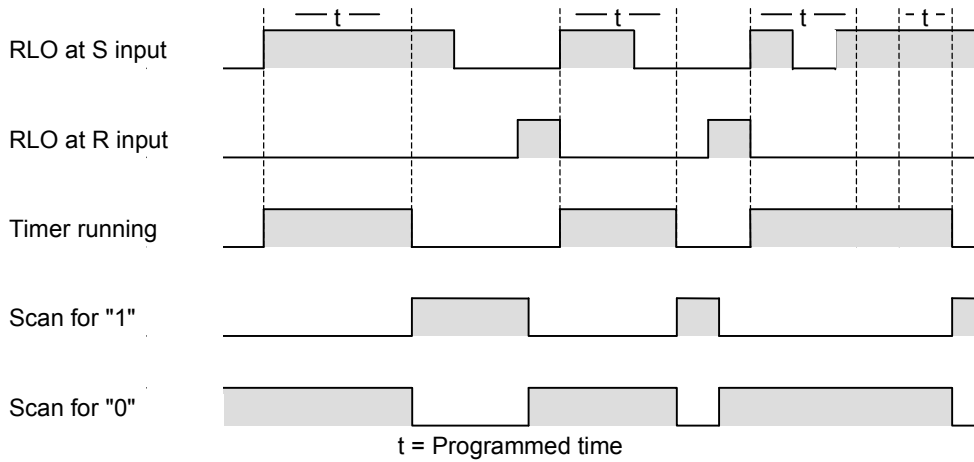 t t t t
RLO at S input
RLO at R input
Timer running
Scan for "1"
Scan for "0"
t = Programmed time